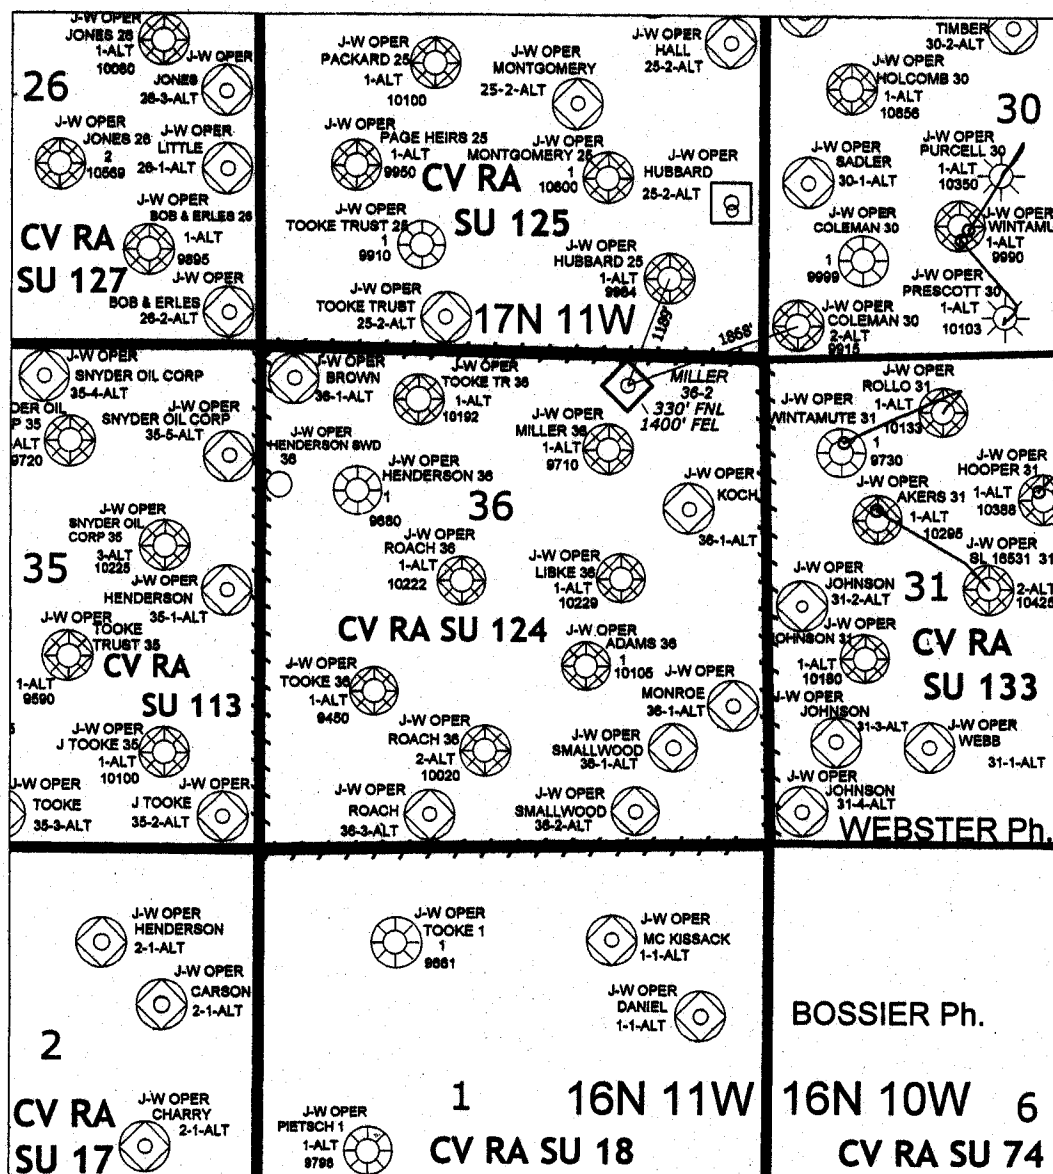 J-W OPER
JONES 26
1-ALT
10060
J-W OPER
JONES
26-3-ALT
26
J-W OPER
JONES 26
2
10569
J-W OPER
LITTLE
26-1-ALT
J-W OPER
BOB & ERLES 26
1-ALT
9895
CV RA
SU 127
J-W OPER
BOB & ERLES
26-2-ALT
J-W OPER
PACKARD 25
1-ALT
10100
J-W OPER
MONTGOMERY
25-2-ALT
J-W OPER
HALL
25-2-ALT
J-W OPER
PAGE HEIRS 25
1-ALT
9950
J-W OPER
MONTGOMERY 25
1
10600
J-W OPER
HUBBARD
25-2-ALT
CV RA
SU 125
J-W OPER
TOOKE TRUST 25
1
9910
J-W OPER
HUBBARD 25
1-ALT
9984
J-W OPER
TOOKE TRUST
25-2-ALT
17N 11W
1189'
1868'
TIMBER
30-2-ALT
J-W OPER
HOLCOMB 30
1-ALT
10656
30
J-W OPER
PURCELL 30
1-ALT
10350
J-W OPER
SADLER
30-1-ALT
J-W OPER
COLEMAN 30
1
9999
J-W OPER
WINTAMU
1-ALT
9990
J-W OPER
PRESCOTT 30
1-ALT
10103
J-W OPER
COLEMAN 30
2-ALT
9915
J-W OPER
SNYDER OIL CORP
35-4-ALT
DER OIL
P 35
ALT
9720
J-W OPER
SNYDER OIL CORP
35-5-ALT
J-W OPER
SNYDER OIL
CORP 35
3-ALT
10225
35
J-W OPER
HENDERSON
35-1-ALT
J-W OPER
TOOKE
TRUST 35
1-ALT
9590
CV RA
SU 113
J-W OPER
J TOOKE 35
1-ALT
10100
J-W OPER
TOOKE
35-3-ALT
J-W OPER
J TOOKE
35-2-ALT
J-W OPER
BROWN
36-1-ALT
J-W OPER
TOOKE TR 36
1-ALT
10192
MILLER
36-2
330' FNL
1400' FEL
J-W OPER
HENDERSON SWD
36
J-W OPER
HENDERSON 36
1
9680
J-W OPER
MILLER 36
1-ALT
9710
36
J-W OPER
KOCH
36-1-ALT
J-W OPER
ROACH 36
1-ALT
10222
J-W OPER
LIBKE 36
1-ALT
10229
CV RA SU 124
J-W OPER
ADAMS 36
1
10105
J-W OPER
TOOKE 36
1-ALT
9450
J-W OPER
MONROE
36-1-ALT
J-W OPER
ROACH 36
2-ALT
10020
J-W OPER
SMALLWOOD
36-1-ALT
J-W OPER
ROACH
36-3-ALT
J-W OPER
SMALLWOOD
36-2-ALT
J-W OPER
ROLLO 31
1-ALT
10133
J-W OPER
WINTAMUTE 31
1
9730
J-W OPER
HOOPER 31
1-ALT
10388
J-W OPER
AKERS 31
1-ALT
10295
J-W OPER
SL 16531 31
2-ALT
10425
31
J-W OPER
JOHNSON
31-2-ALT
J-W OPER
JOHNSON 31
1-ALT
10180
CV RA
SU 133
J-W OPER
JOHNSON
31-3-ALT
J-W OPER
WEBB
31-1-ALT
J-W OPER
JOHNSON
31-4-ALT
WEBSTER Ph.
J-W OPER
HENDERSON
2-1-ALT
J-W OPER
CARSON
2-1-ALT
2
CV RA
SU 17
J-W OPER
CHARRY
2-1-ALT
J-W OPER
TOOKE 1
1
9661
J-W OPER
MC KISSACK
1-1-ALT
J-W OPER
DANIEL
1-1-ALT
1
16N 11W
J-W OPER
PIETSCH 1
1-ALT
9796
CV RA SU 18
BOSSIER Ph.
16N 10W
6
CV RA SU 74